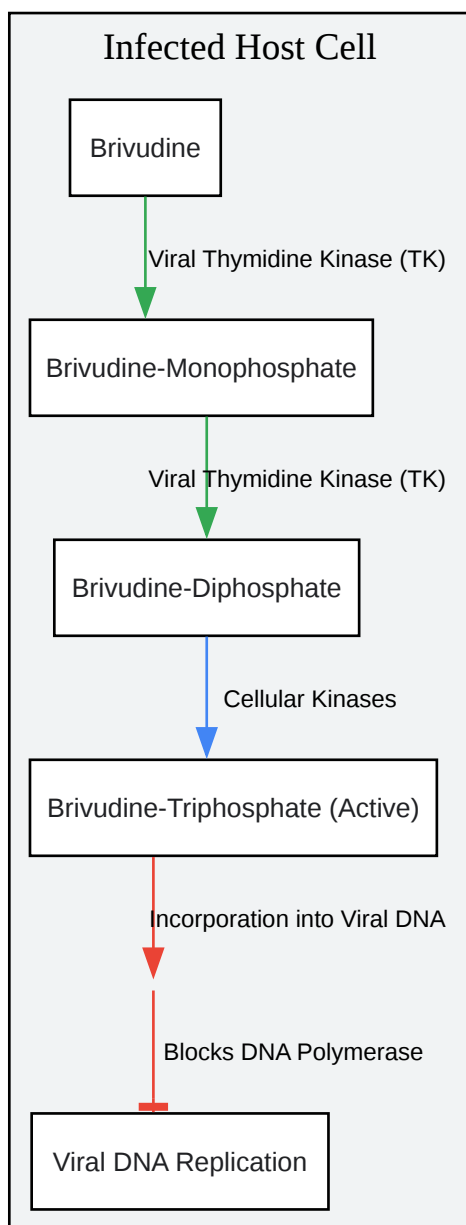 Infected Host Cell
Brivudine
Viral Thymidine Kinase (TK)
Brivudine-Monophosphate
Viral Thymidine Kinase (TK)
Brivudine-Diphosphate
Cellular Kinases
Brivudine-Triphosphate (Active)
Incorporation into Viral DNA
Blocks DNA Polymerase
Viral DNA Replication